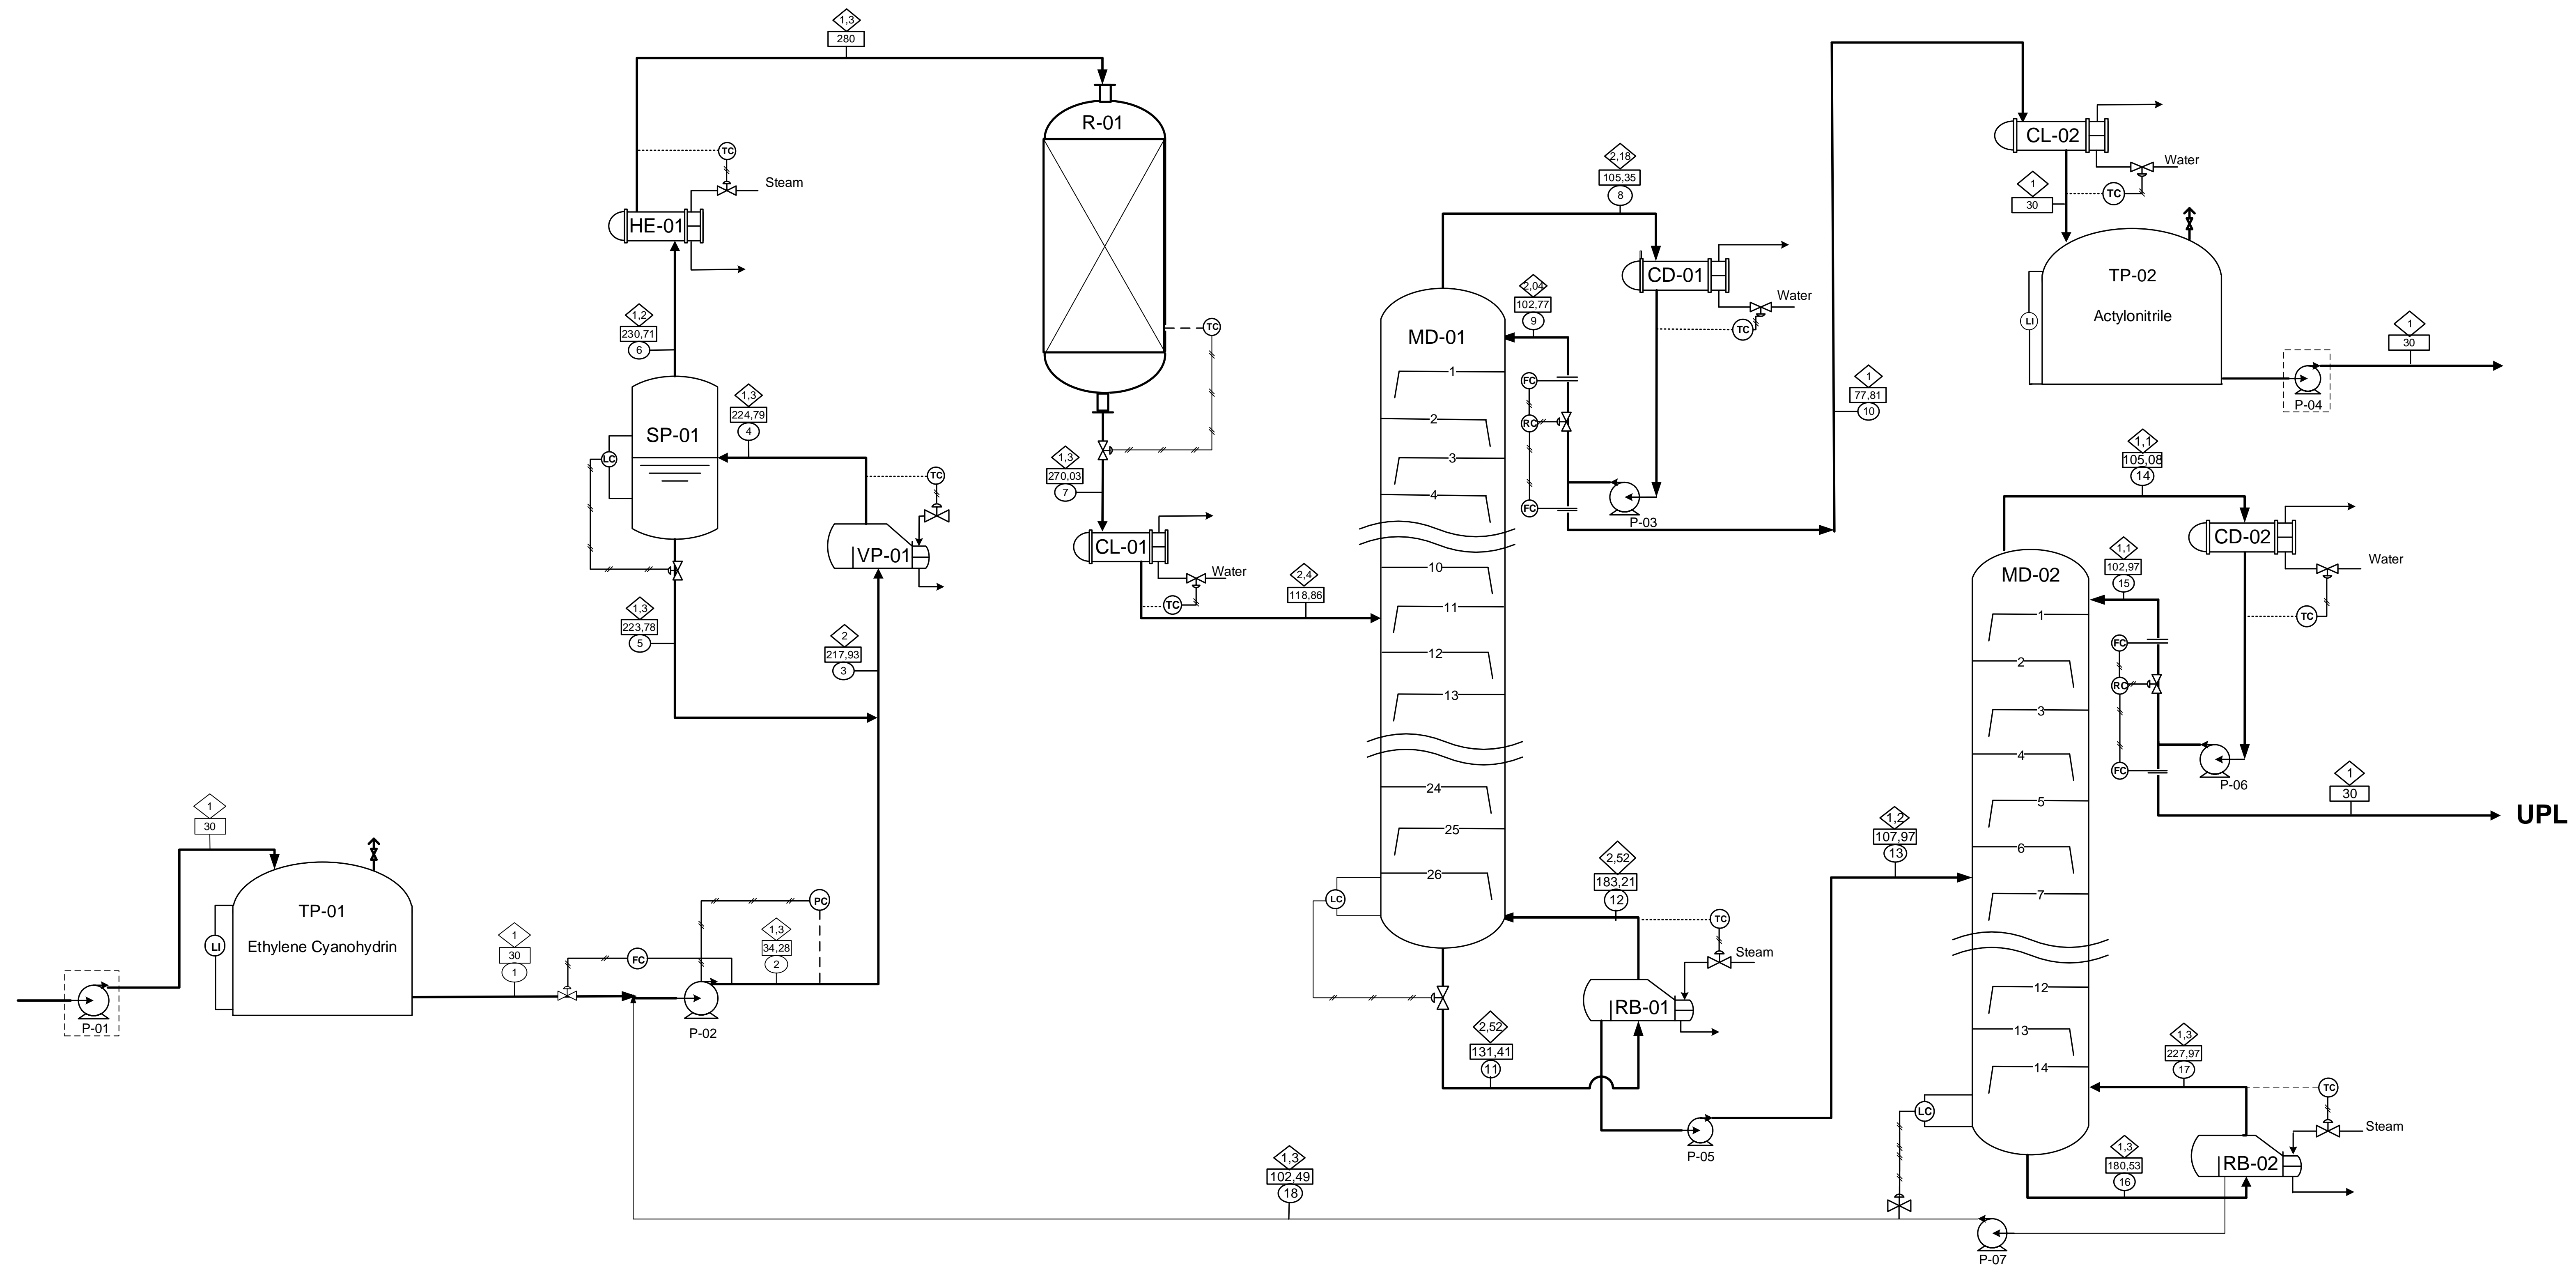 1,3
280
R-01
TC
Steam
HE-01
1,2
230,71
6
SP-01
LC
1,3
224,79
4
TC
VP-01
1,3
223,78
5
2
217,93
3
1
30
TP-01
Ethylene Cyanohydrin
LI
P-01
1
30
1
FC
PC
1,3
34,28
2
P-02
TC
1,3
270,03
7
CL-01
Water
TC
2,4
118,86
MD-01
1
2
3
4
10
11
12
13
24
25
26
LC
2,18
105,35
8
CD-01
Water
TC
2,04
102,77
9
FC
RC
FC
P-03
1
77,81
10
2,52
183,21
12
TC
Steam
RB-01
2,52
131,41
11
P-05
1,2
107,97
13
CL-02
Water
TC
1
30
TP-02
Actylonitrile
LI
P-04
1
30
1,1
105,08
14
CD-02
Water
TC
MD-02
1,1
102,97
15
FC
RC
FC
P-06
1
30
UPL
1
2
3
4
5
6
7
12
13
14
LC
1,3
227,97
17
TC
Steam
RB-02
1,3
180,53
16
1,3
102,49
18
P-07